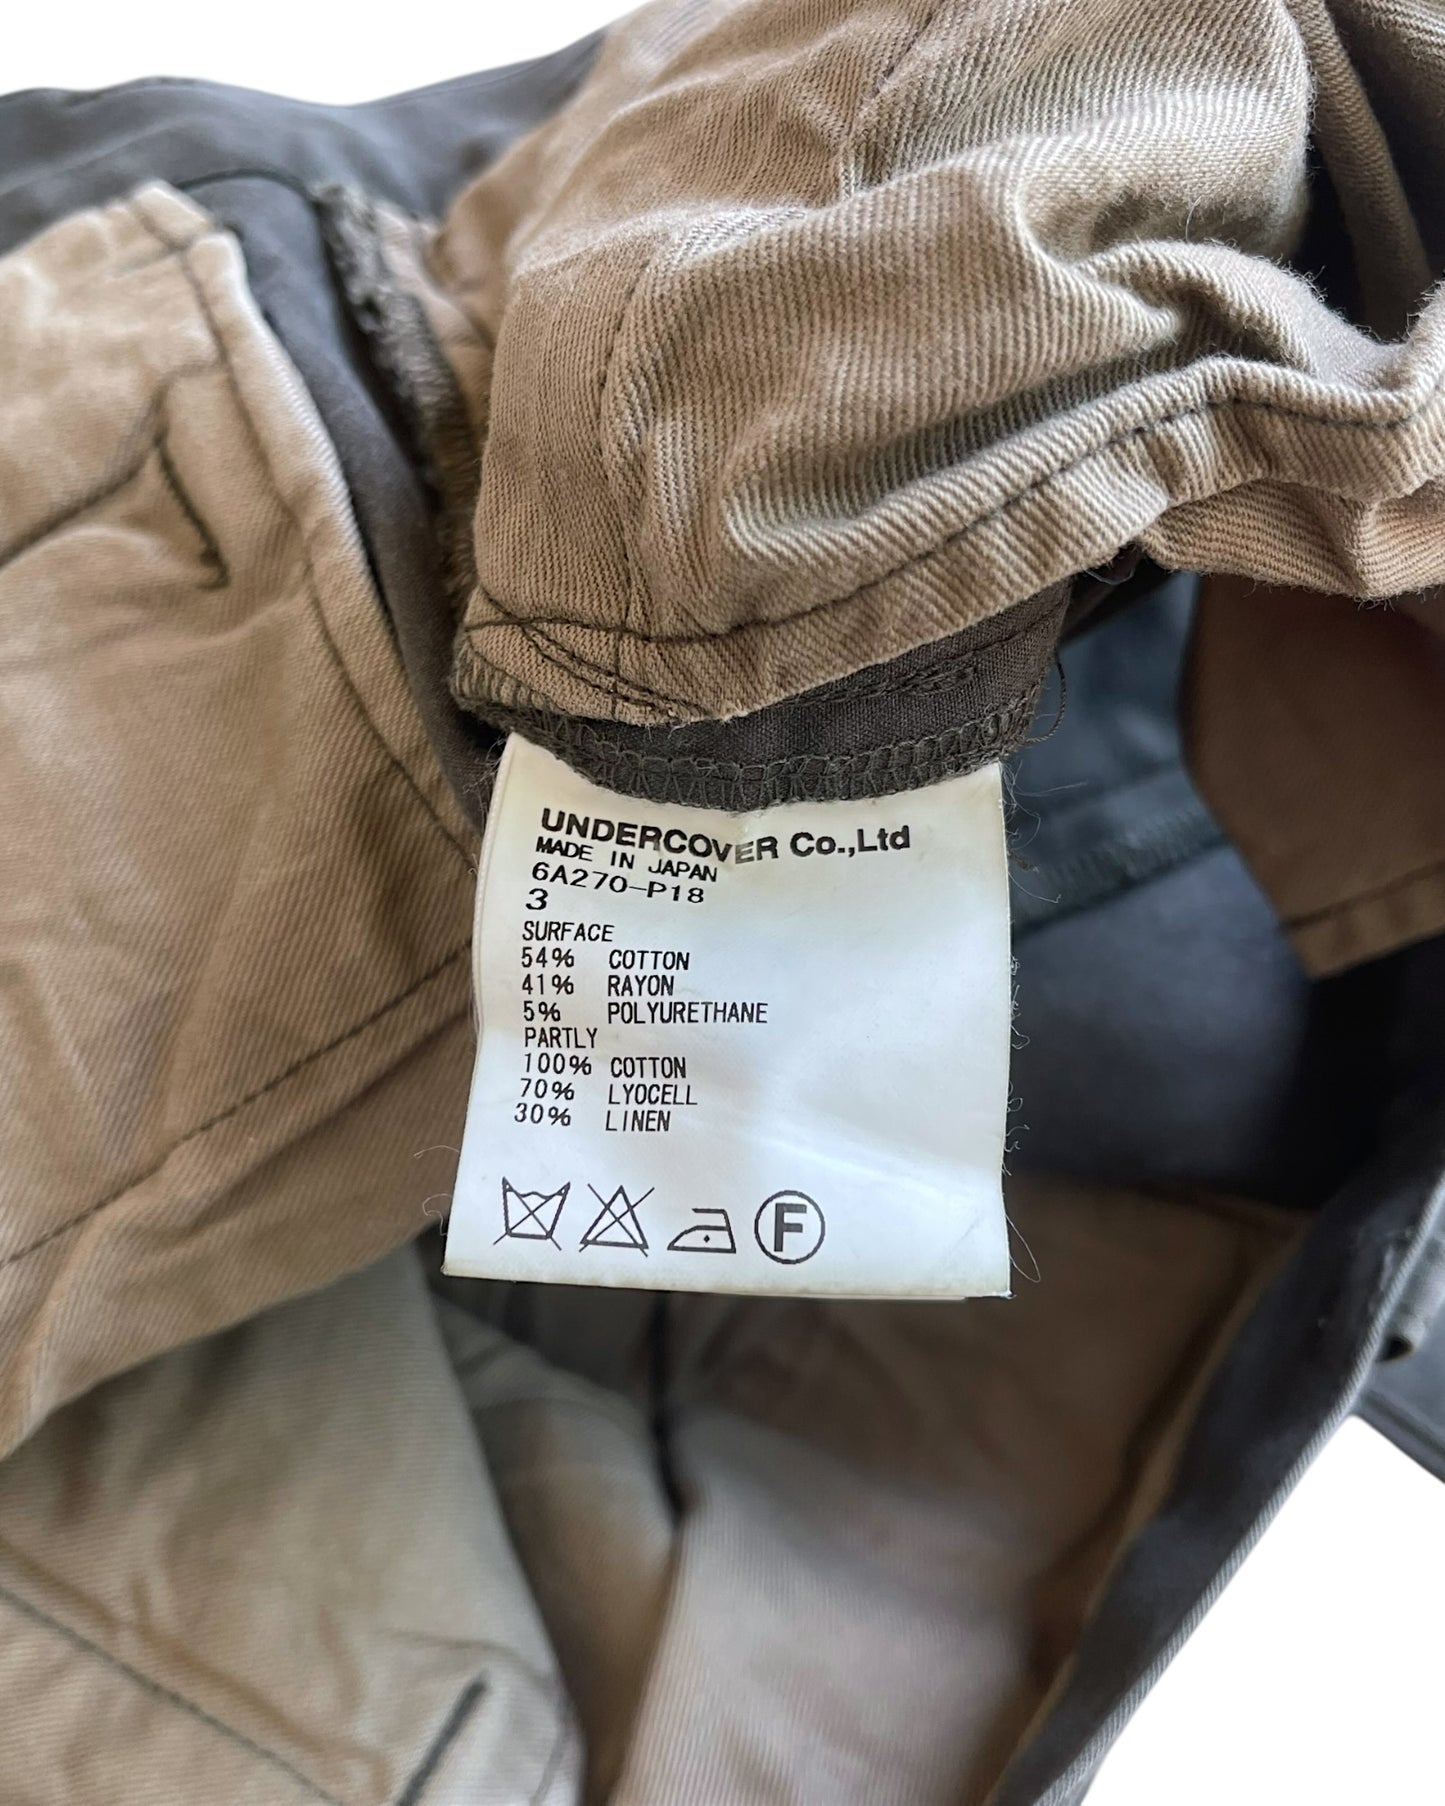 UNDERCOVER Co.,Ltd
MADE IN JAPAN
6A270-P18
3
SURFACE
54% COTTON
41% RAYON
5% POLYURETHANE
PARTLY
100% COTTON
70% LYOCELL
30% LINEN
F